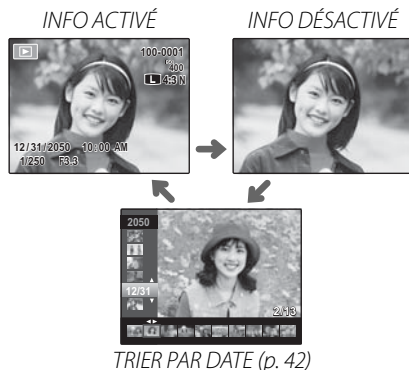 INFO ACTIVÉ
INFO DÉSACTIVÉ
100-0001
ISO 400
L 4:3 N
12/31/2050 10:00 AM
1/250 F3.3
2050
12/31
2/13
TRIER PAR DATE (p. 42)